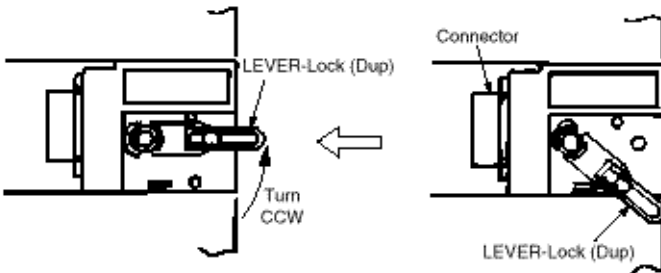 LEVER-Lock (Dup)
Turn
CCW
Connector
LEVER-Lock (Dup)